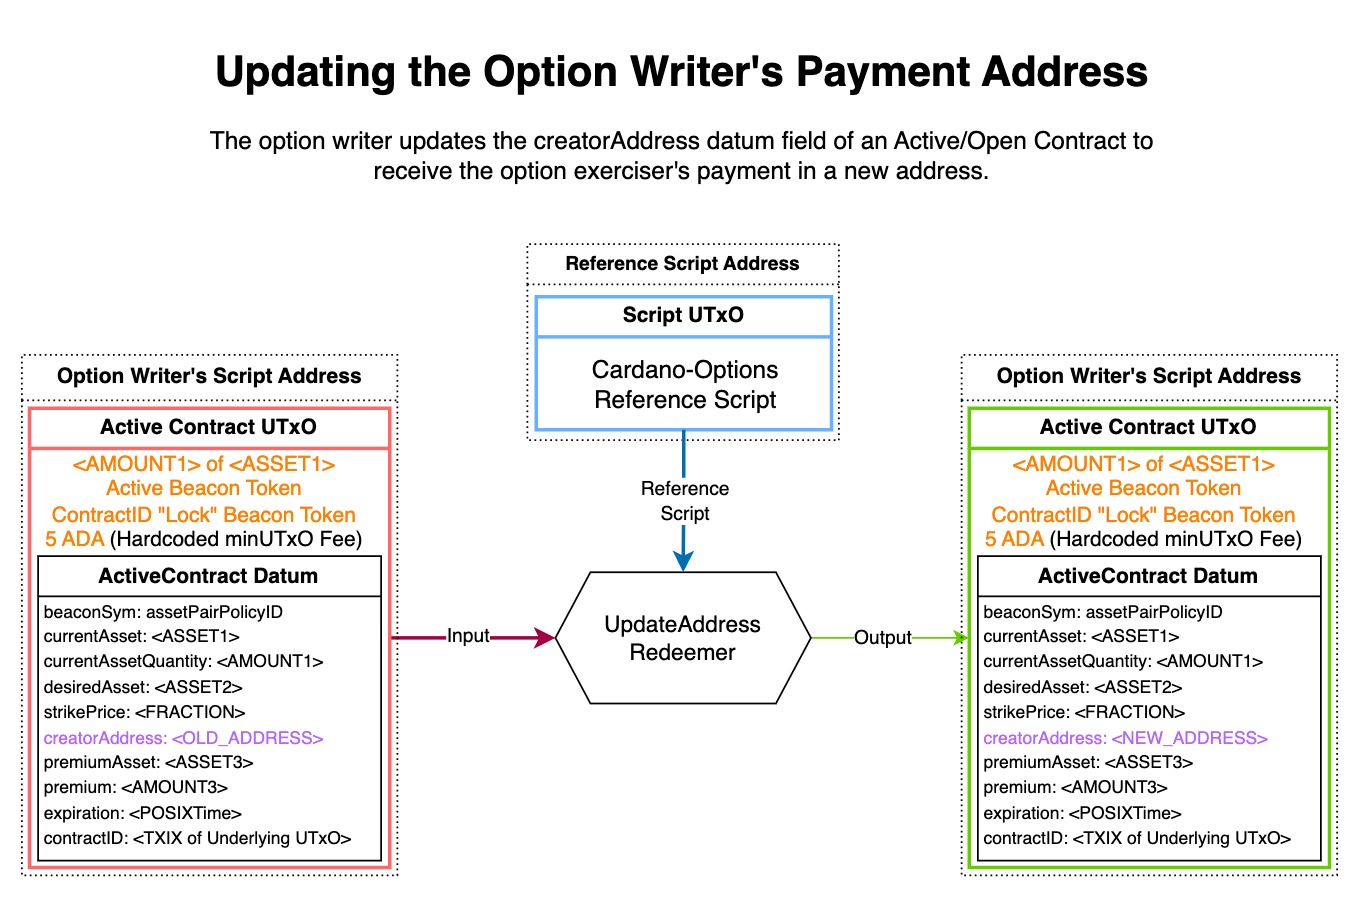 Updating the Option Writer's Payment Address
The option writer updates the creatorAddress datum field of an Active/Open Contract to
receive the option exerciser's payment in a new address.
Reference Script Address
Script UTxO
Cardano-Options
Reference Script
Reference
Script
Option Writer's Script Address
Active Contract UTxO
<AMOUNT1> of <ASSET1>
Active Beacon Token
ContractID "Lock" Beacon Token
5 ADA (Hardcoded minUTxO Fee)
ActiveContract Datum
beaconSym: assetPairPolicyID
currentAsset: <ASSET1>
currentAssetQuantity: <AMOUNT1>
desiredAsset: <ASSET2>
strikePrice: <FRACTION>
creatorAddress: <OLD_ADDRESS>
premiumAsset: <ASSET3>
premium: <AMOUNT3>
expiration: <POSIXTime>
contractID: <TXIX of Underlying UTxO>
Input
UpdateAddress
Redeemer
Output
Option Writer's Script Address
Active Contract UTxO
<AMOUNT1> of <ASSET1>
Active Beacon Token
ContractID "Lock" Beacon Token
5 ADA (Hardcoded minUTxO Fee)
ActiveContract Datum
beaconSym: assetPairPolicyID
currentAsset: <ASSET1>
currentAssetQuantity: <AMOUNT1>
desiredAsset: <ASSET2>
strikePrice: <FRACTION>
creatorAddress: <NEW_ADDRESS>
premiumAsset: <ASSET3>
premium: <AMOUNT3>
expiration: <POSIXTime>
contractID: <TXIX of Underlying UTxO>